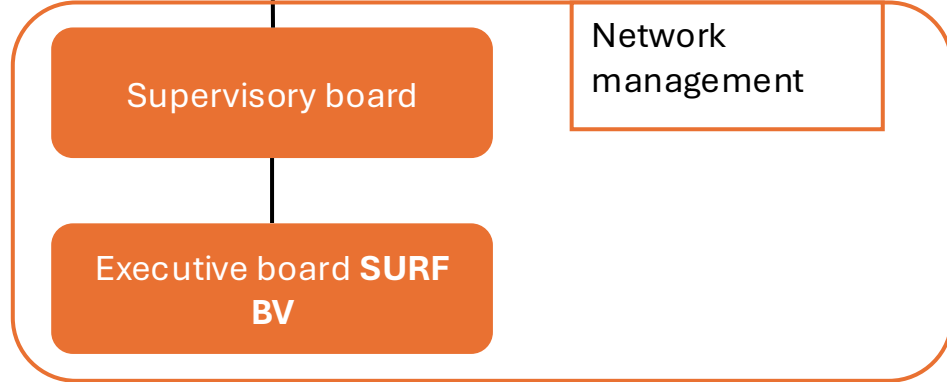 Network
management
Supervisory board
Executive board SURF
BV